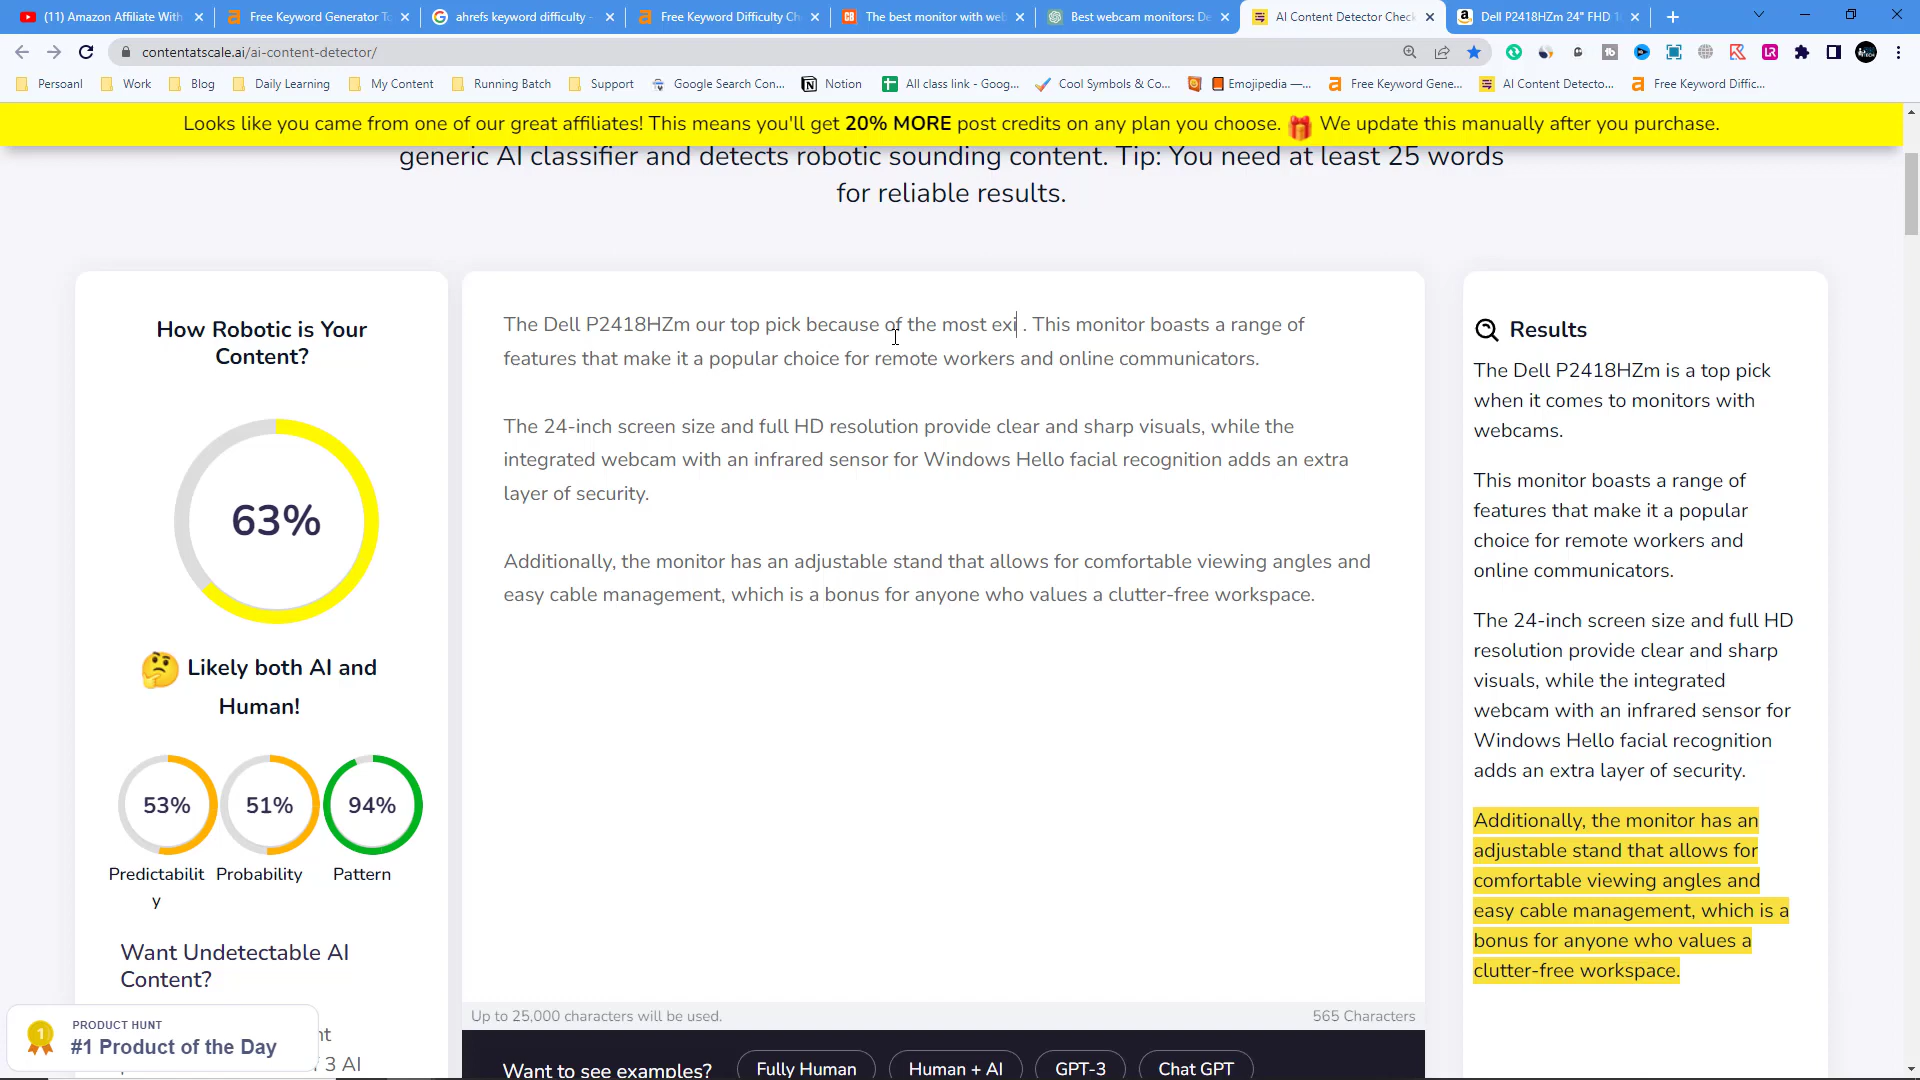 (11) Amazon Affiliate With
Free Keyword Generator To
ahrefs keyword difficulty -
Free Keyword Difficulty Ch
The best monitor with we
Best webcam monitors: De
AI Content Detector Check
Dell P2418HZm 24" FHD 1
contentatscale.ai/ai-content-detector/
Persoanl
Work
Blog
Daily Learning
My Content
Running Batch
Support
Google Search Con...
Notion
All class link - Goog...
Cool Symbols & Co...
Emojipedia —...
Free Keyword Gene...
AI Content Detecto...
Free Keyword Diffic...
Looks like you came from one of our great affiliates! This means you'll get 20% MORE post credits on any plan you choose. 🎁 We update this manually after you purchase.
generic AI classifier and detects robotic sounding content. Tip: You need at least 25 words
for reliable results.
How Robotic is Your
Content?
63%
🤔 Likely both AI and
Human!
53%
51%
94%
Predictabilit
y
Probability
Pattern
Want Undetectable AI
Content?
PRODUCT HUNT
#1 Product of the Day
1
nt
f 3 AI
The Dell P2418HZm our top pick because of the most exi . This monitor boasts a range of
features that make it a popular choice for remote workers and online communicators.
The 24-inch screen size and full HD resolution provide clear and sharp visuals, while the
integrated webcam with an infrared sensor for Windows Hello facial recognition adds an extra
layer of security.
Additionally, the monitor has an adjustable stand that allows for comfortable viewing angles and
easy cable management, which is a bonus for anyone who values a clutter-free workspace.
Up to 25,000 characters will be used.
565 Characters
Want to see examples?
Fully Human
Human + AI
GPT-3
Chat GPT
Results
The Dell P2418HZm is a top pick
when it comes to monitors with
webcams.
This monitor boasts a range of
features that make it a popular
choice for remote workers and
online communicators.
The 24-inch screen size and full HD
resolution provide clear and sharp
visuals, while the integrated
webcam with an infrared sensor for
Windows Hello facial recognition
adds an extra layer of security.
Additionally, the monitor has an
adjustable stand that allows for
comfortable viewing angles and
easy cable management, which is a
bonus for anyone who values a
clutter-free workspace.